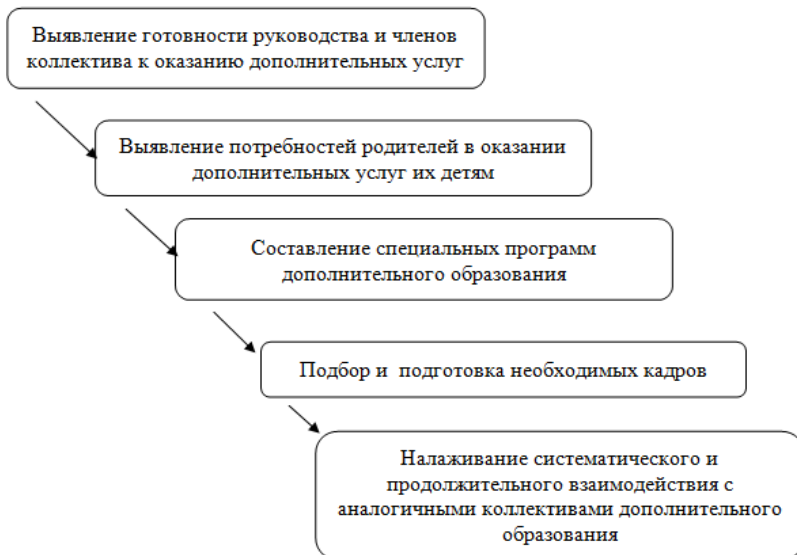 Выявление готовности руководства и членов
коллектива к оказанию дополнительных услуг
Выявление потребностей родителей в оказании
дополнительных услуг их детям
Составление специальных программ
дополнительного образования
Подбор и подготовка необходимых кадров
Налаживание систематического и
продолжительного взаимодействия с
аналогичными коллективами дополнительного
образования